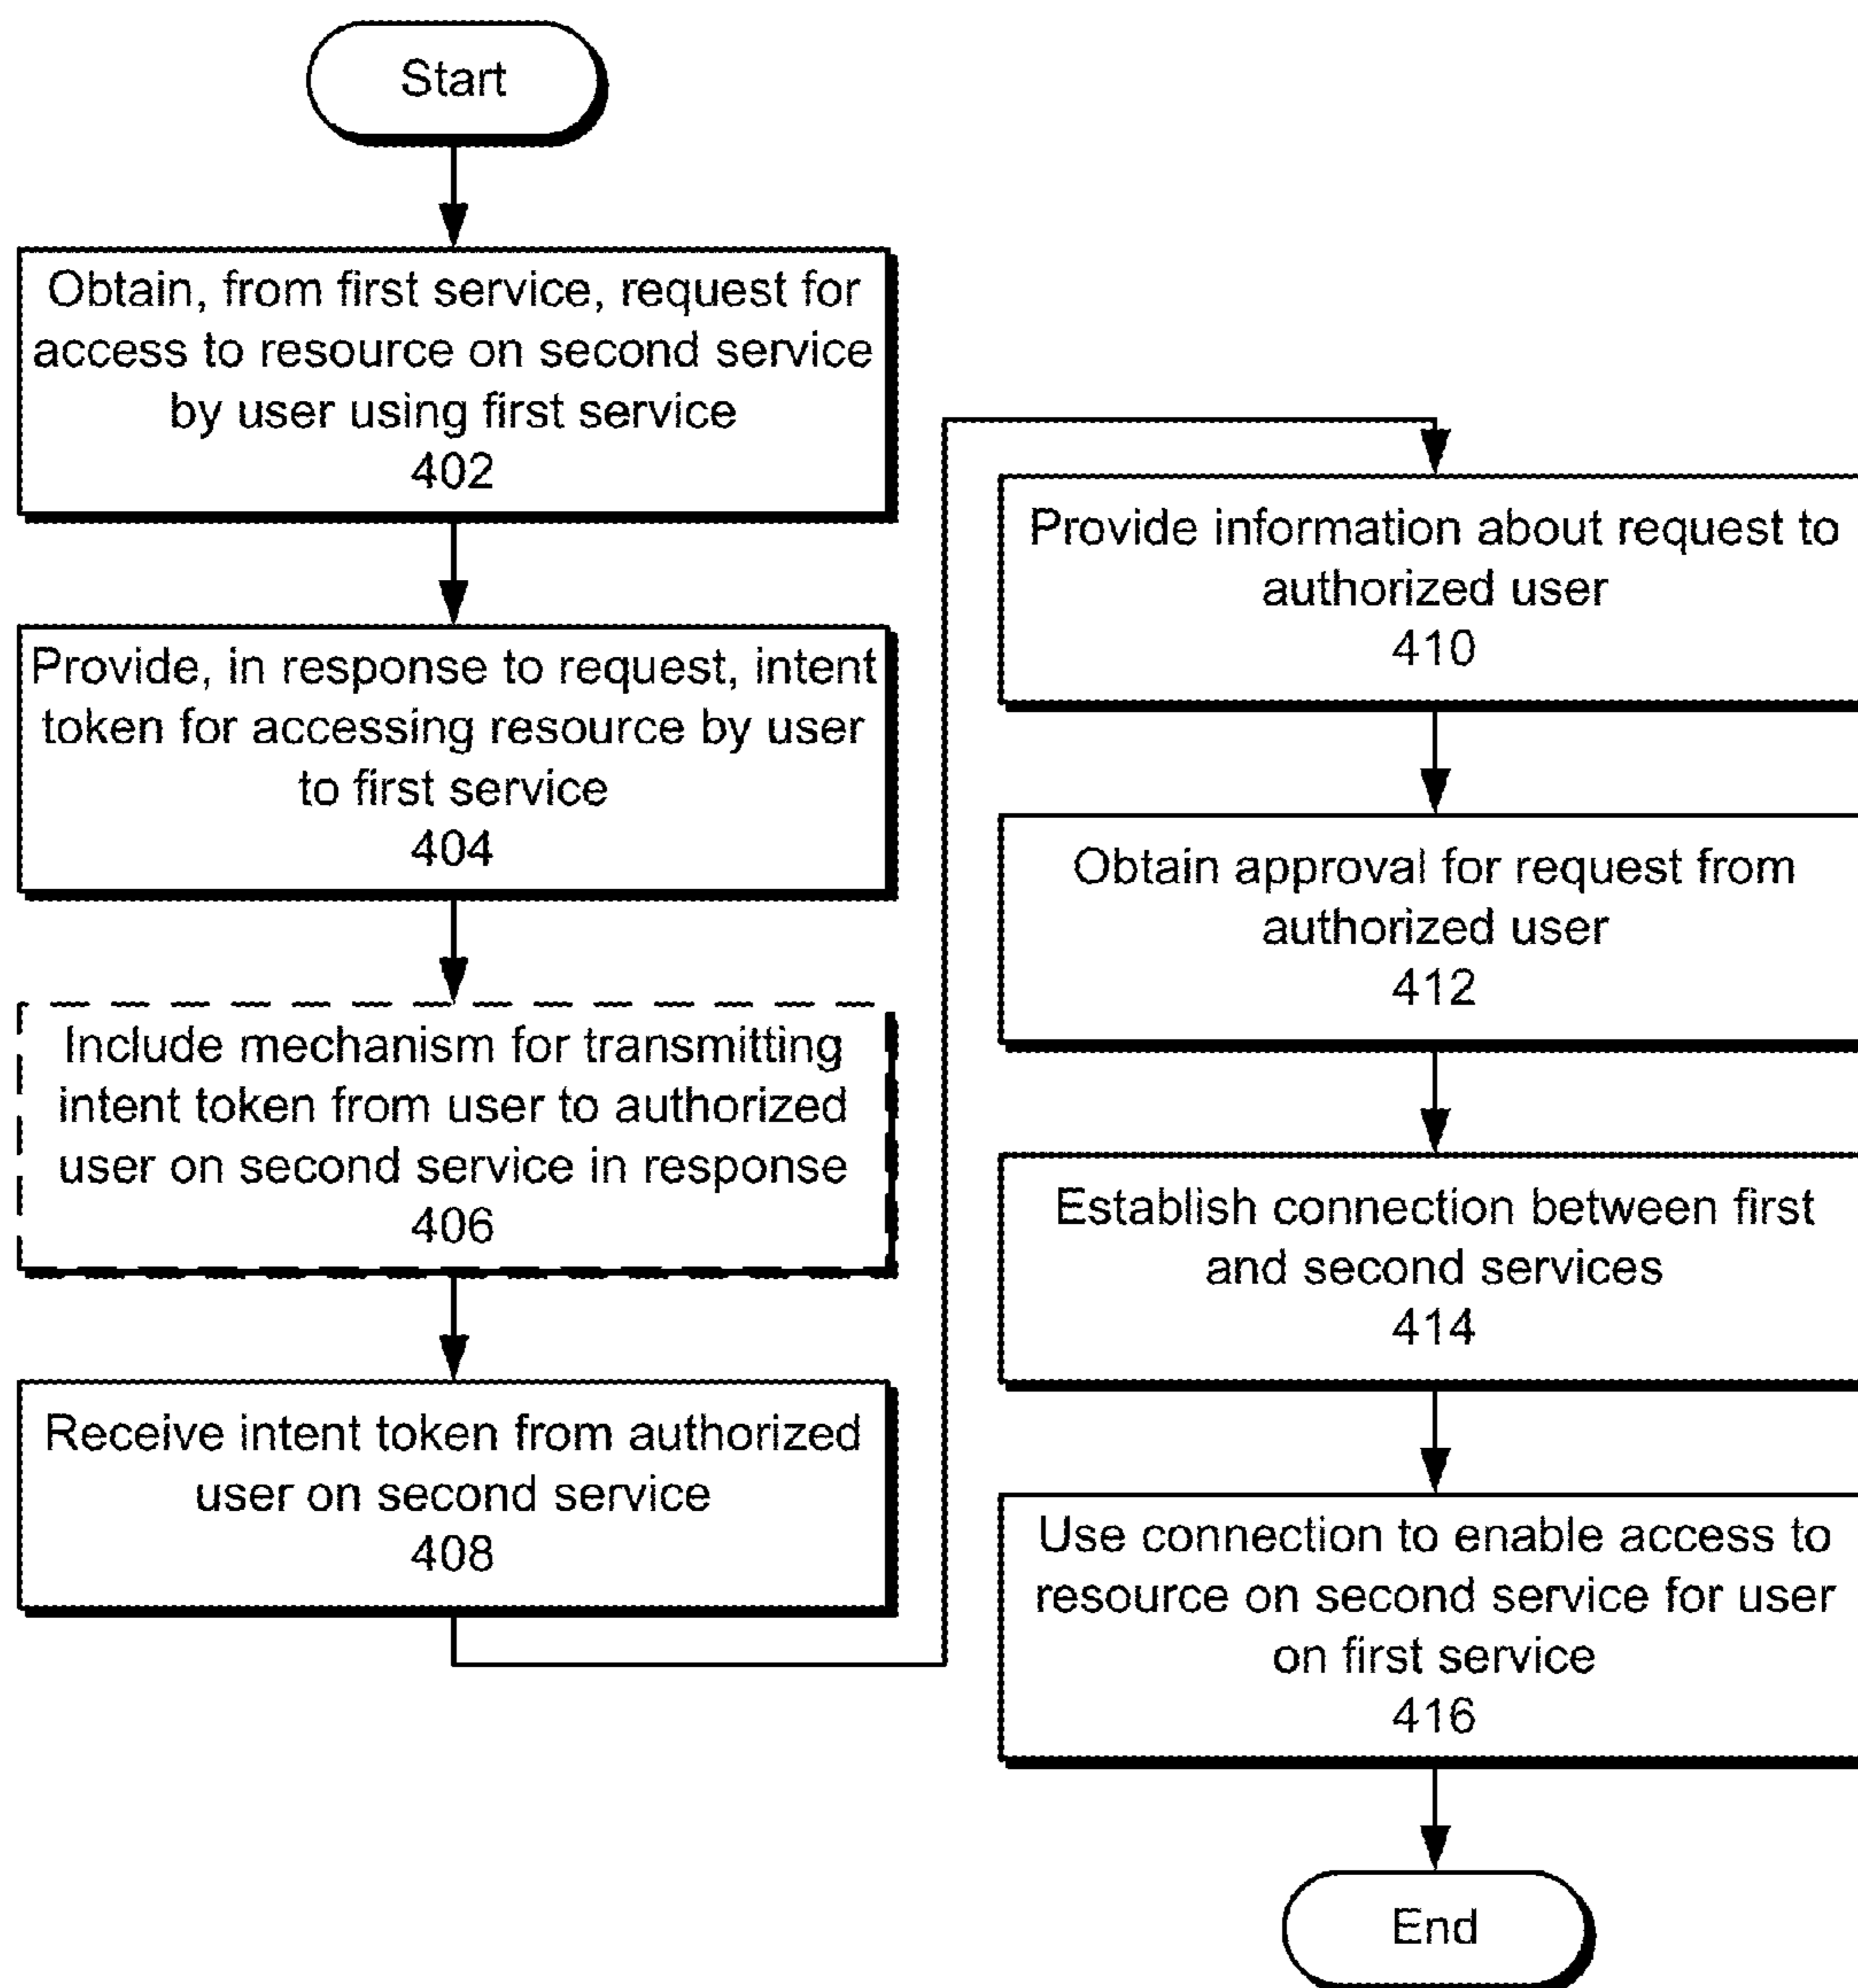 Start
Obtain, from first service, request for
access to resource on second service
by user using first service
402
Provide, in response to request, intent
token for accessing resource by user
to first service
404
Include mechanism for transmitting
intent token from user to authorized
user on second service in response
406
Receive intent token from authorized
user on second service
408
Provide information about request to
authorized user
410
Obtain approval for request from
authorized user
412
Establish connection between first
and second services
414
Use connection to enable access to
resource on second service for user
on first service
416
End